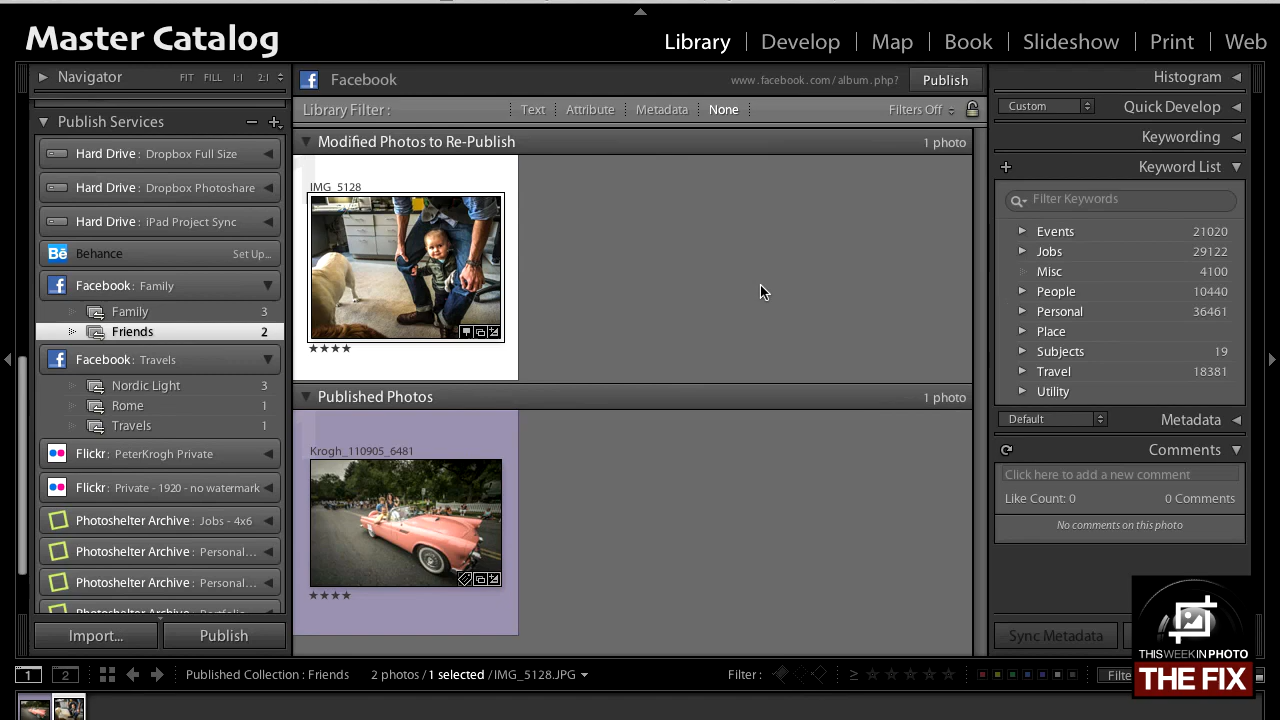 Master Catalog
Library | Develop | Map | Book | Slideshow | Print | Web
Navigator FIT FILL 1:1 2:1
Publish Services
Hard Drive : Dropbox Full Size
Hard Drive : Dropbox Photoshare
Hard Drive : iPad Project Sync
Bē Behance Set Up...
Facebook : Family
Family 3
Friends 2
Facebook : Travels
Nordic Light 3
Rome 1
Travels 1
Flickr : PeterKrogh Private
Flickr : Private - 1920 - no watermark
Photoshelter Archive : Jobs - 4x6
Photoshelter Archive : Personal...
Photoshelter Archive : Personal...
Photoshelter Archive : Portfolio
Import... Publish
Facebook www.facebook.com/album.php? Publish
Library Filter : Text Attribute Metadata None Filters Off
Modified Photos to Re-Publish 1 photo
IMG_5128
★★★★
Published Photos 1 photo
Krogh_110905_6481
★★★★
Histogram
Custom Quick Develop
Keywording
Keyword List
Filter Keywords
Events 21020
Jobs 29122
Misc 4100
People 10440
Personal 36461
Place
Subjects 19
Travel 18381
Utility
Default Metadata
Comments
Click here to add a new comment
Like Count: 0 0 Comments
No comments on this photo
Sync Metadata
1 2 Published Collection : Friends 2 photos / 1 selected / IMG_5128.JPG Filter : ≥ ★★★★★ Filte
THIS WEEK IN PHOTO
THE FIX